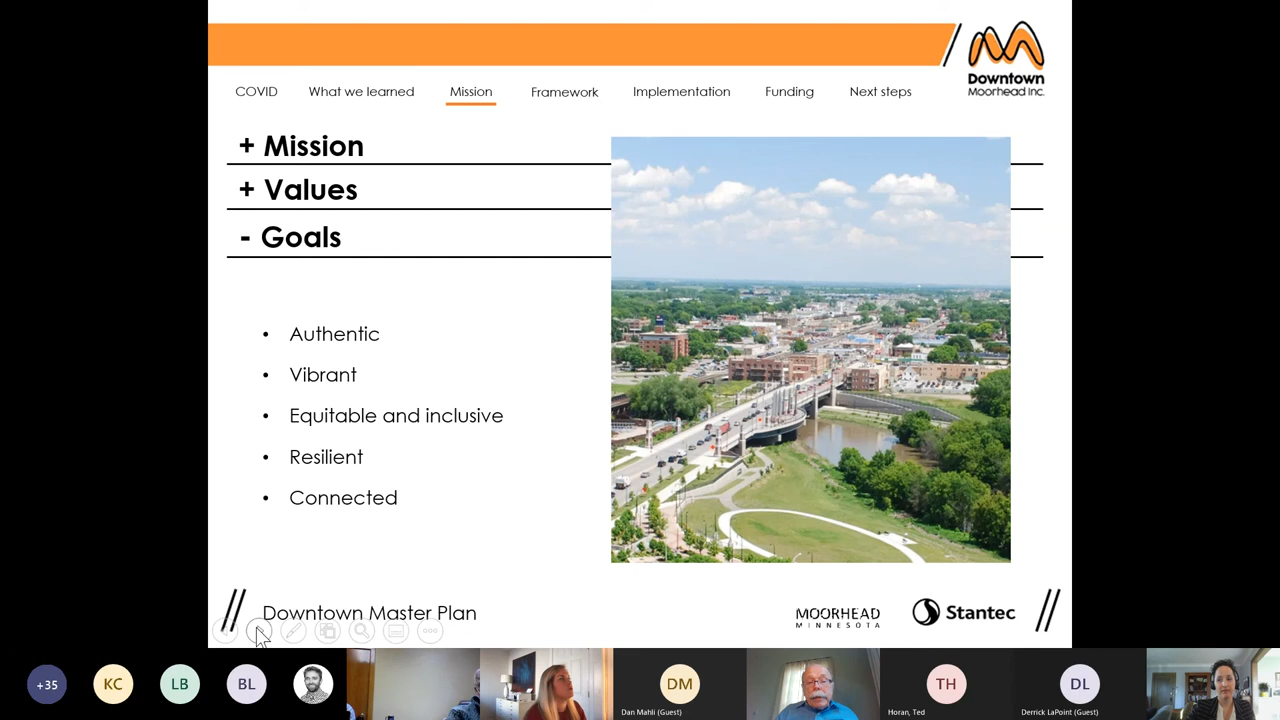 Downtown
Moorhead Inc.
COVID What we learned Mission Framework Implementation Funding Next steps
+ Mission
+ Values
- Goals
• Authentic
• Vibrant
• Equitable and inclusive
• Resilient
• Connected
Downtown Master Plan
MOORHEAD
MINNESOTA
Stantec
+35 KC LB BL DM TH DL
Dan Mahli (Guest) Horan, Ted Derrick LaPoint (Guest)